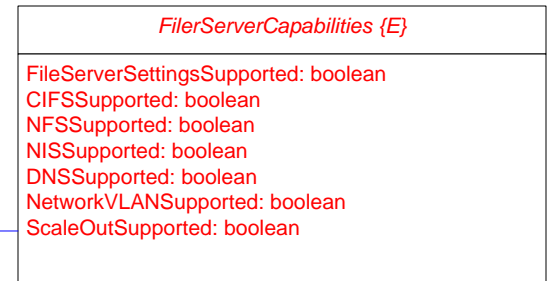 FilerServerCapabilities {E}
FileServerSettingsSupported: boolean
CIFSSupported: boolean
NFSSupported: boolean
NISSupported: boolean
DNSSupported: boolean
NetworkVLANSupported: boolean
ScaleOutSupported: boolean